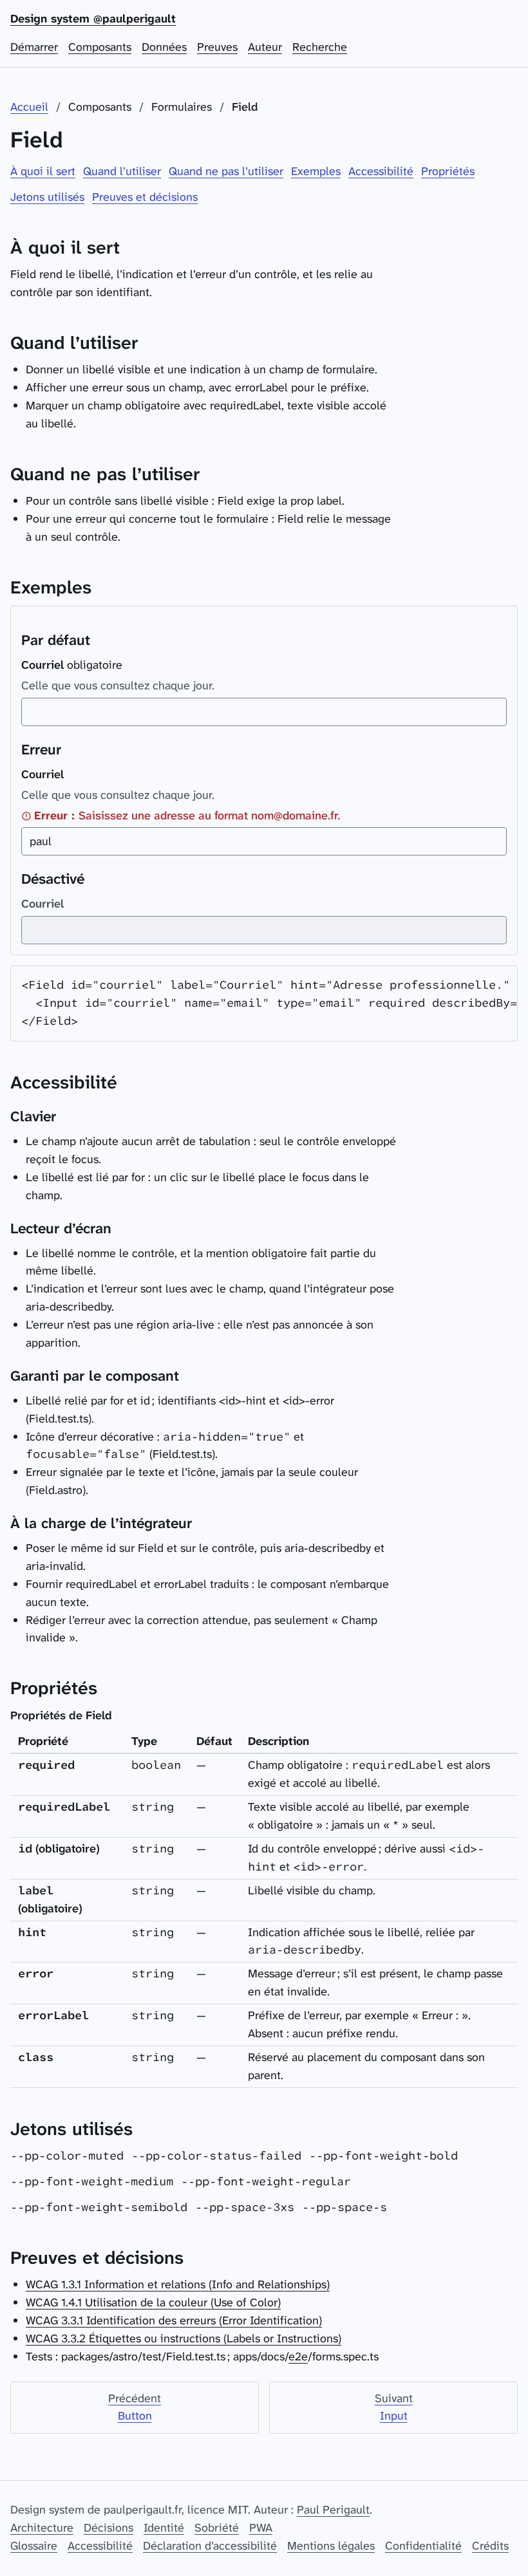 Design system @paulperigault
Démarrer Composants Données Preuves Auteur Recherche
Accueil / Composants / Formulaires / Field
Field
À quoi il sert Quand l’utiliser Quand ne pas l’utiliser Exemples Accessibilité Propriétés
Jetons utilisés Preuves et décisions
À quoi il sert
Field rend le libellé, l’indication et l’erreur d’un contrôle, et les relie au
contrôle par son identifiant.
Quand l’utiliser
Donner un libellé visible et une indication à un champ de formulaire.
Afficher une erreur sous un champ, avec errorLabel pour le préfixe.
Marquer un champ obligatoire avec requiredLabel, texte visible accolé
au libellé.
Quand ne pas l’utiliser
Pour un contrôle sans libellé visible : Field exige la prop label.
Pour une erreur qui concerne tout le formulaire : Field relie le message
à un seul contrôle.
Exemples
Par défaut
Courriel obligatoire
Celle que vous consultez chaque jour.
Erreur
Courriel
Celle que vous consultez chaque jour.
Erreur : Saisissez une adresse au format nom@domaine.fr.
paul
Désactivé
Courriel
<Field id="courriel" label="Courriel" hint="Adresse professionnelle."
<Input id="courriel" name="email" type="email" required describedBy=
</Field>
Accessibilité
Clavier
Le champ n’ajoute aucun arrêt de tabulation : seul le contrôle enveloppé
reçoit le focus.
Le libellé est lié par for : un clic sur le libellé place le focus dans le
champ.
Lecteur d’écran
Le libellé nomme le contrôle, et la mention obligatoire fait partie du
même libellé.
L’indication et l’erreur sont lues avec le champ, quand l’intégrateur pose
aria-describedby.
L’erreur n’est pas une région aria-live : elle n’est pas annoncée à son
apparition.
Garanti par le composant
Libellé relié par for et id ; identifiants <id>-hint et <id>-error
(Field.test.ts).
Icône d’erreur décorative : aria-hidden="true" et
focusable="false" (Field.test.ts).
Erreur signalée par le texte et l’icône, jamais par la seule couleur
(Field.astro).
À la charge de l’intégrateur
Poser le même id sur Field et sur le contrôle, puis aria-describedby et
aria-invalid.
Fournir requiredLabel et errorLabel traduits : le composant n’embarque
aucun texte.
Rédiger l’erreur avec la correction attendue, pas seulement « Champ
invalide ».
Propriétés
Propriétés de Field
Propriété Type Défaut Description
required boolean — Champ obligatoire : requiredLabel est alors
exigé et accolé au libellé.
requiredLabel string — Texte visible accolé au libellé, par exemple
« obligatoire » : jamais un « * » seul.
id (obligatoire) string — Id du contrôle enveloppé ; dérive aussi <id>-
hint et <id>-error.
label string — Libellé visible du champ.
(obligatoire)
hint string — Indication affichée sous le libellé, reliée par
aria-describedby.
error string — Message d’erreur ; s’il est présent, le champ passe
en état invalide.
errorLabel string — Préfixe de l’erreur, par exemple « Erreur : ».
Absent : aucun préfixe rendu.
class string — Réservé au placement du composant dans son
parent.
Jetons utilisés
--pp-color-muted --pp-color-status-failed --pp-font-weight-bold
--pp-font-weight-medium --pp-font-weight-regular
--pp-font-weight-semibold --pp-space-3xs --pp-space-s
Preuves et décisions
WCAG 1.3.1 Information et relations (Info and Relationships)
WCAG 1.4.1 Utilisation de la couleur (Use of Color)
WCAG 3.3.1 Identification des erreurs (Error Identification)
WCAG 3.3.2 Étiquettes ou instructions (Labels or Instructions)
Tests : packages/astro/test/Field.test.ts ; apps/docs/e2e/forms.spec.ts
Précédent Suivant
Button Input
Design system de paulperigault.fr, licence MIT. Auteur : Paul Perigault.
Architecture Décisions Identité Sobriété PWA
Glossaire Accessibilité Déclaration d’accessibilité Mentions légales Confidentialité Crédits